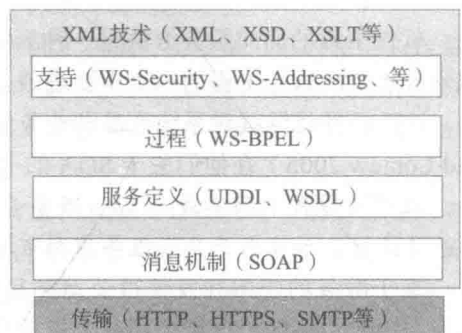 XML技术（XML、XSD、XSLT等）
支持（WS-Security、WS-Addressing、等）
过程（WS-BPEL）
服务定义（UDDI、WSDL）
消息机制（SOAP）
传输（HTTP、HTTPS、SMTP等）